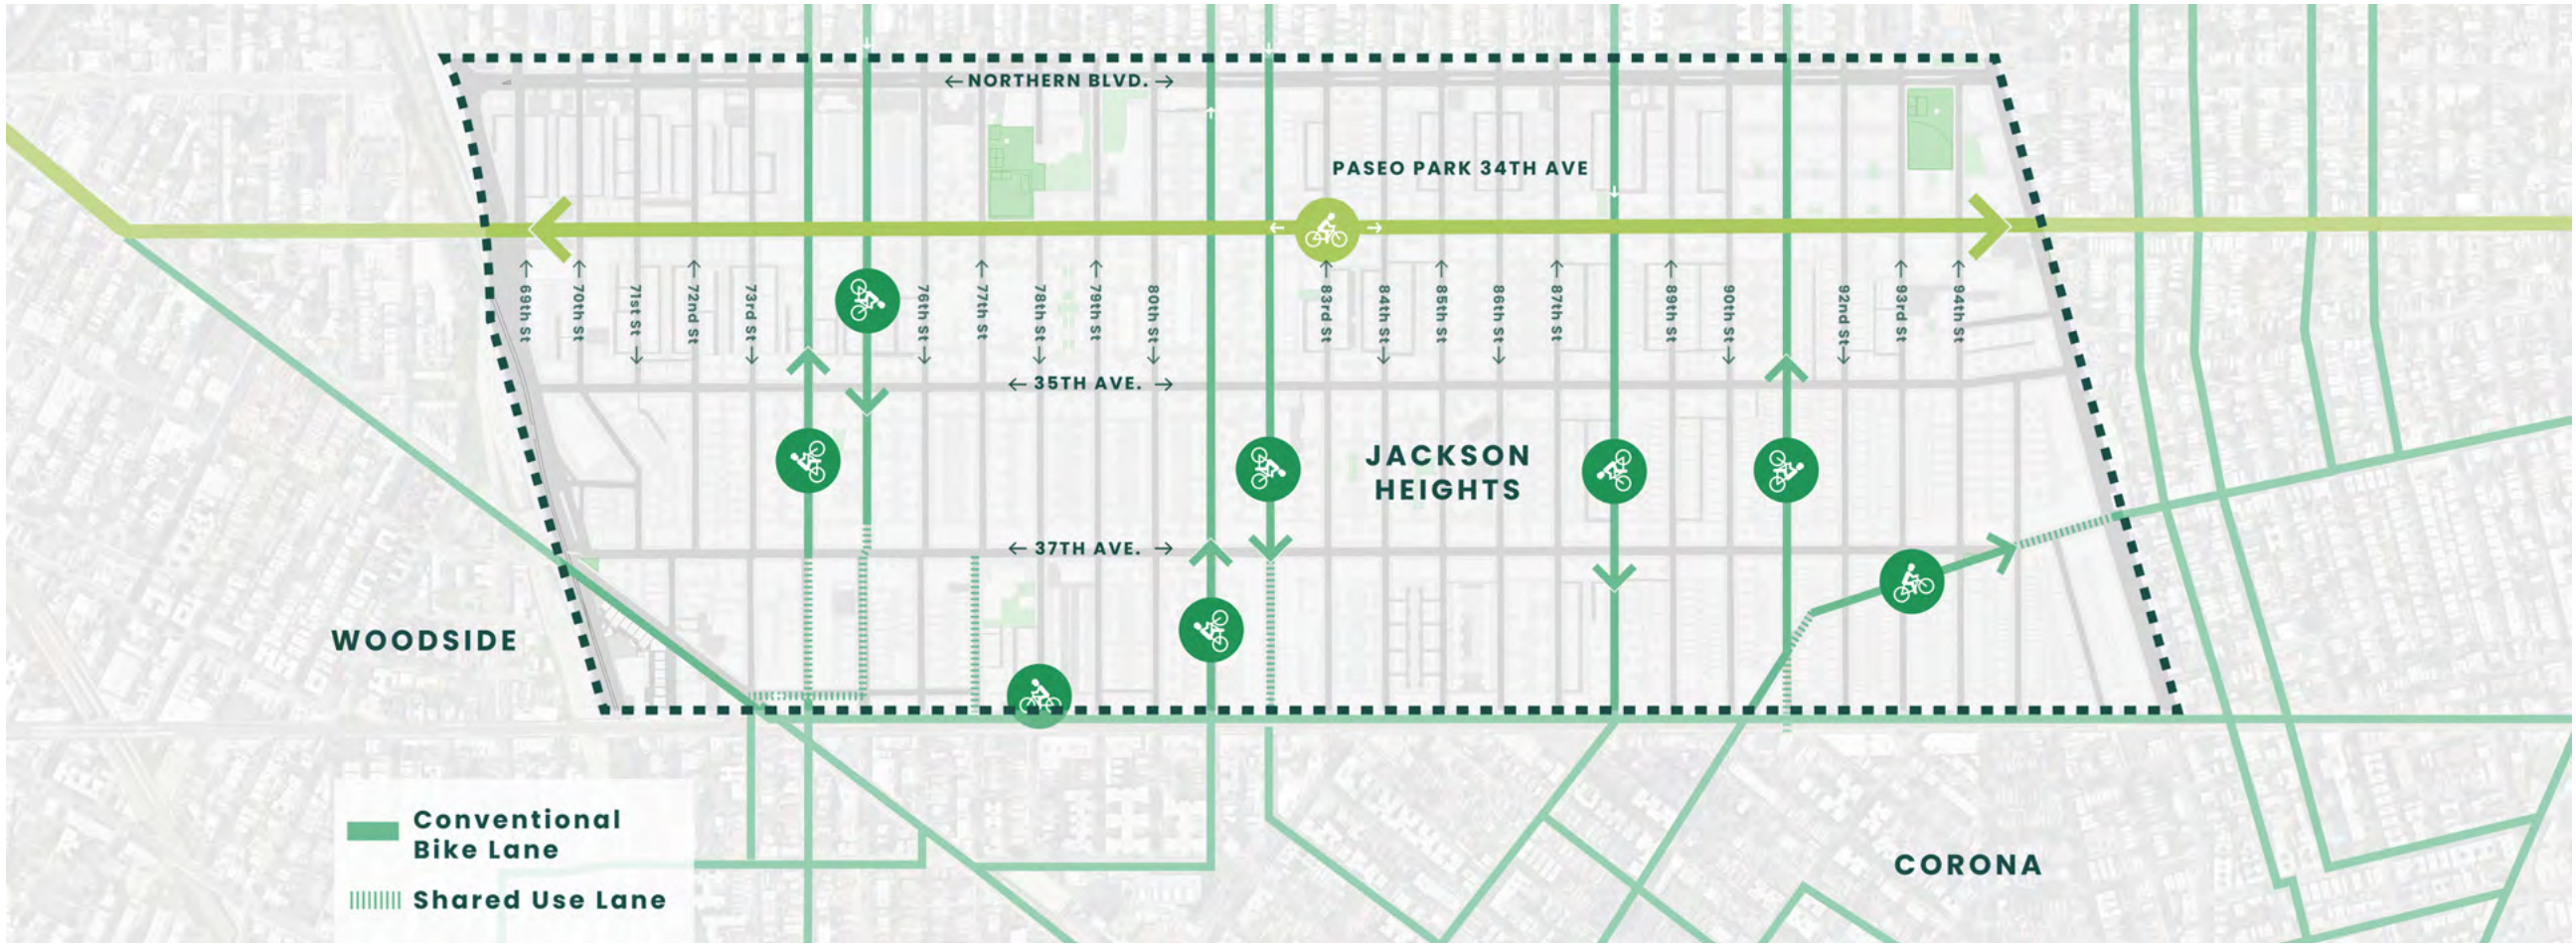 ← NORTHERN BLVD. →
PASEO PARK 34TH AVE
69th St
70th St
71st St
72nd St
73rd St
76th St
77th St
78th St
79th St
80th St
83rd St
84th St
85th St
86th St
87th St
89th St
90th St
92nd St
93rd St
94th St
← 35TH AVE. →
JACKSON
HEIGHTS
← 37TH AVE. →
WOODSIDE
Conventional
Bike Lane
Shared Use Lane
CORONA